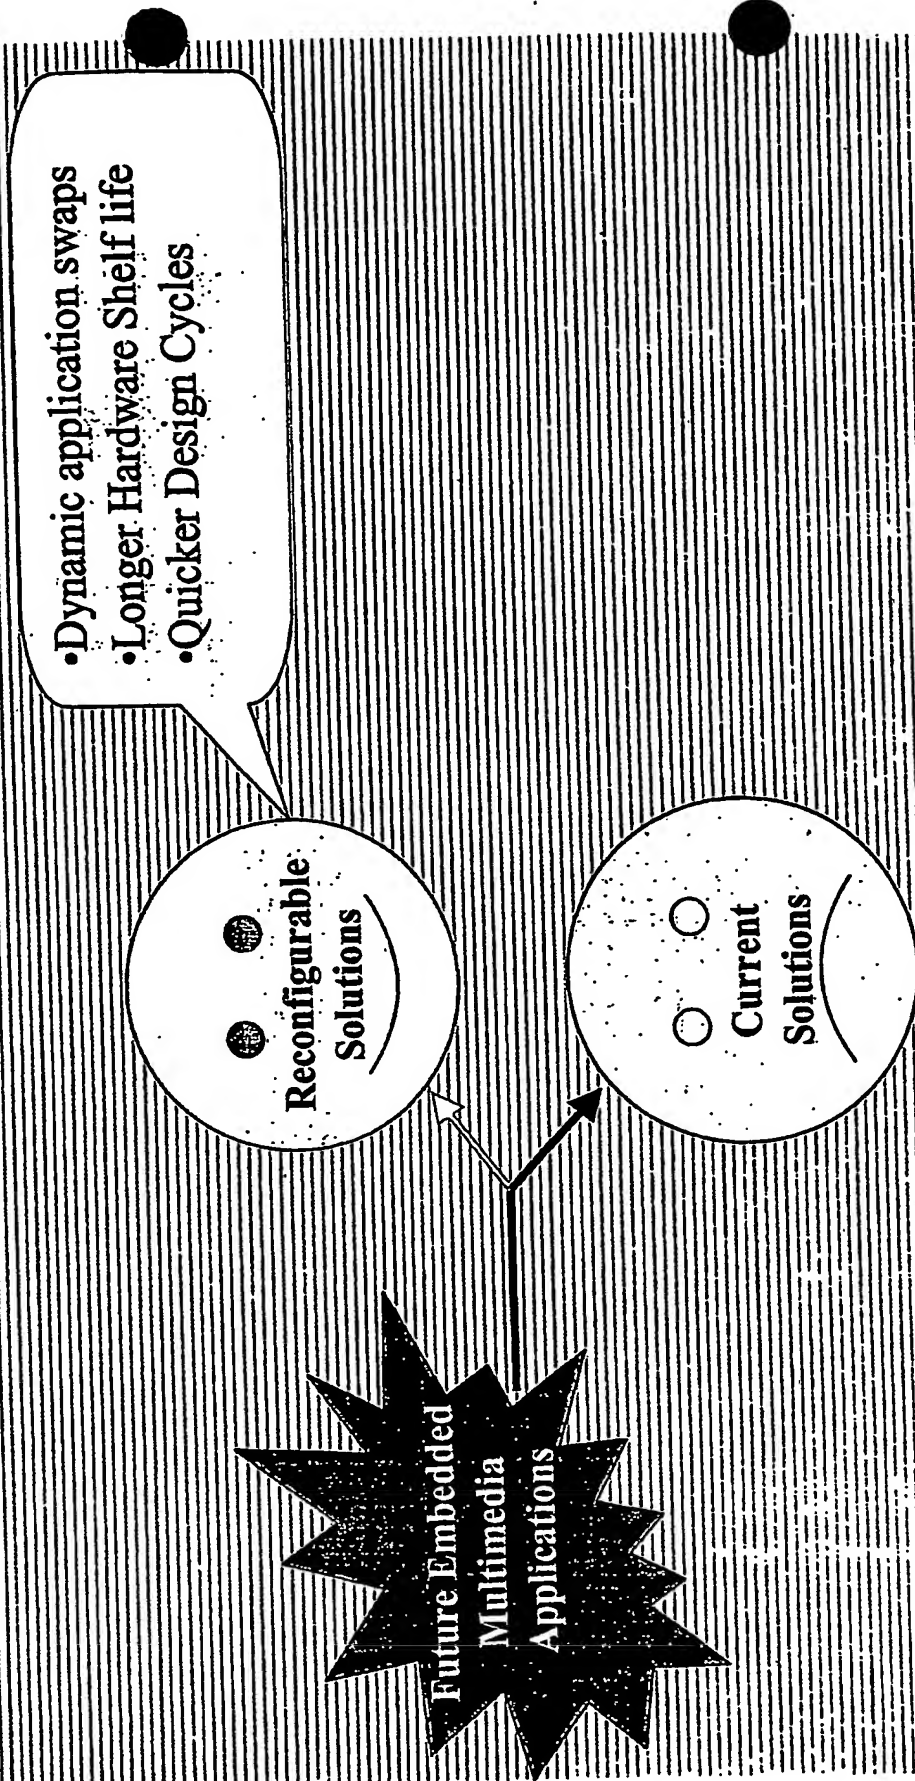 •Dynamic application swaps
•Longer Hardware Shelf life
•Quicker Design Cycles
Reconfigurable
Solutions
Future Embedded
Multimedia
Applications
Current
Solutions